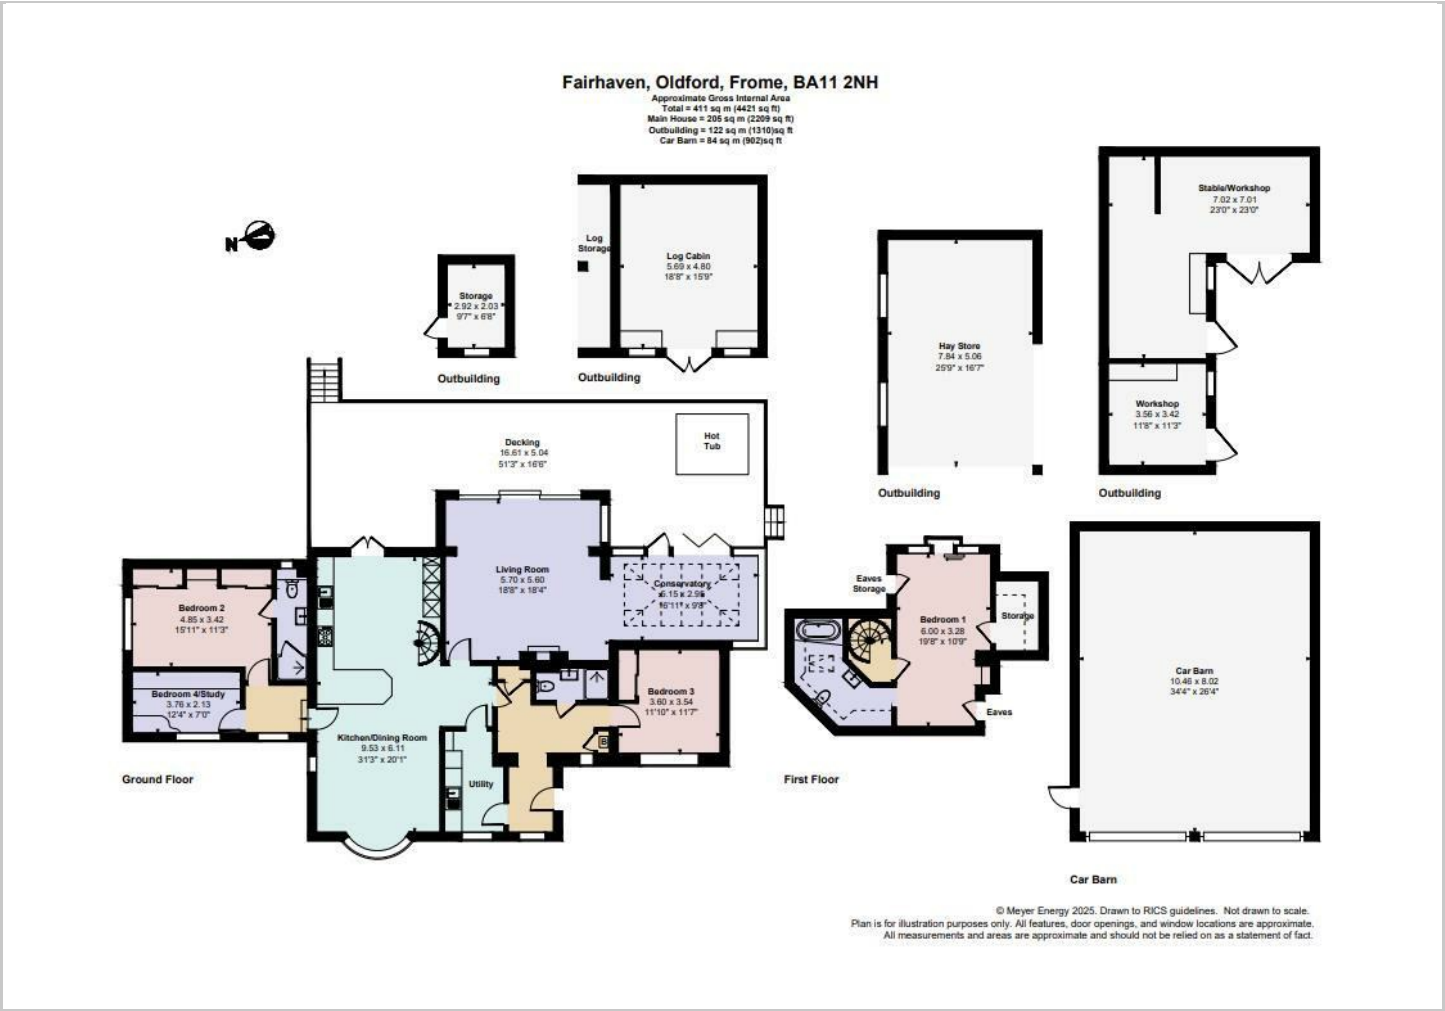 Fairhaven, Oldford, Frome, BA11 2NH
Approximate Gross Internal Area
Total = 411 sq m (4421 sq ft)
Main House = 205 sq m (2209 sq ft)
Outbuilding = 122 sq m (1310)sq ft
Car Barn = 84 sq m (902)sq ft
N
Storage
2.92 x 2.03
9'7" x 6'8"
Outbuilding
Log
Storage
Log Cabin
5.69 x 4.80
18'8" x 15'9"
Outbuilding
Hay Store
7.84 x 5.06
25'9" x 16'7"
Outbuilding
Stable/Workshop
7.02 x 7.01
23'0" x 23'0"
Workshop
3.56 x 3.42
11'8" x 11'3"
Outbuilding
Decking
16.61 x 5.04
51'3" x 16'6"
Hot
Tub
Living Room
5.70 x 5.60
18'8" x 18'4"
Conservatory
5.15 x 2.95
16'11" x 9'8"
Bedroom 2
4.85 x 3.42
15'11" x 11'3"
Bedroom 4/Study
3.76 x 2.13
12'4" x 7'0"
Kitchen/Dining Room
9.53 x 6.11
31'3" x 20'1"
Utility
B
Bedroom 3
3.60 x 3.54
11'10" x 11'7"
Ground Floor
Eaves
Storage
Bedroom 1
6.00 x 3.28
19'8" x 10'9"
Storage
Eaves
First Floor
Car Barn
10.46 x 8.02
34'4" x 26'4"
Car Barn
© Meyer Energy 2025. Drawn to RICS guidelines. Not drawn to scale.
Plan is for illustration purposes only. All features, door openings, and window locations are approximate.
All measurements and areas are approximate and should not be relied on as a statement of fact.